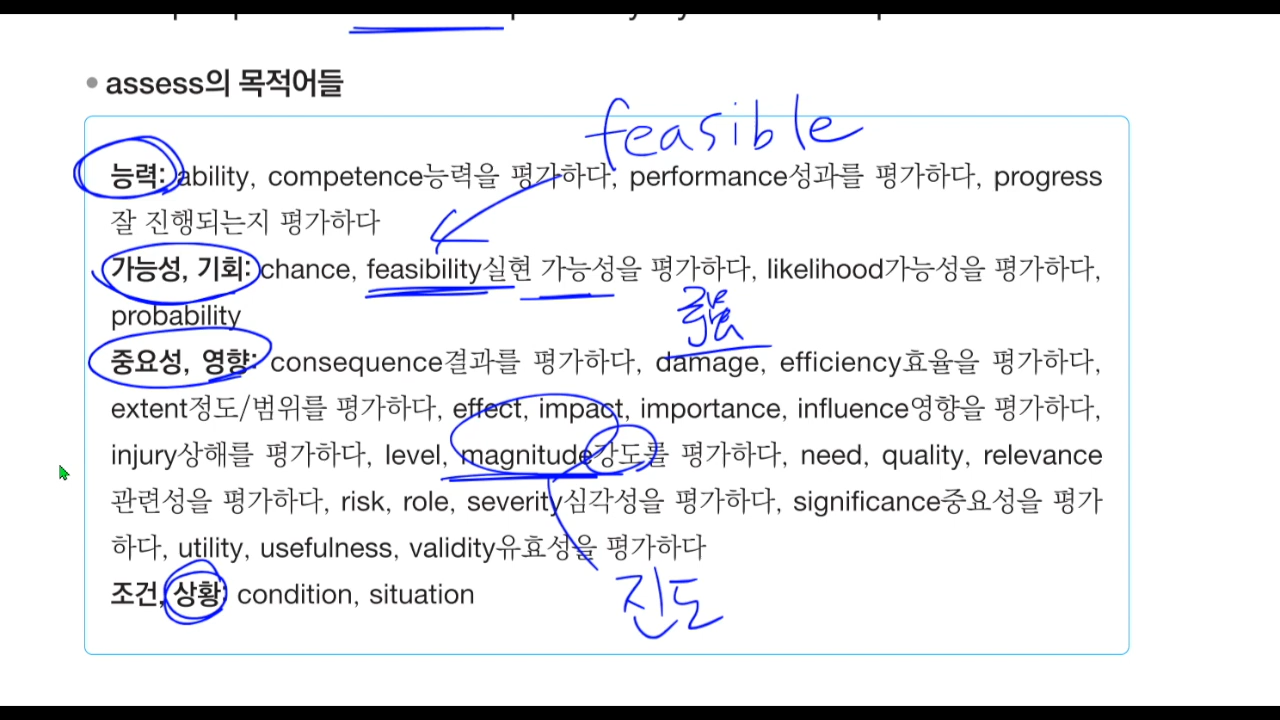 • assess의 목적어들
feasible
능력: ability, competence능력을 평가하다, performance성과를 평가하다, progress
잘 진행되는지 평가하다
가능성, 기회: chance, feasibility실현 가능성을 평가하다, likelihood가능성을 평가하다,
probability
強
중요성, 영향: consequence결과를 평가하다, damage, efficiency효율을 평가하다,
extent정도/범위를 평가하다, effect, impact, importance, influence영향을 평가하다,
injury상해를 평가하다, level, magnitude강도를 평가하다, need, quality, relevance
관련성을 평가하다, risk, role, severity심각성을 평가하다, significance중요성을 평가
하다, utility, usefulness, validity유효성을 평가하다
조건, 상황: condition, situation
진도